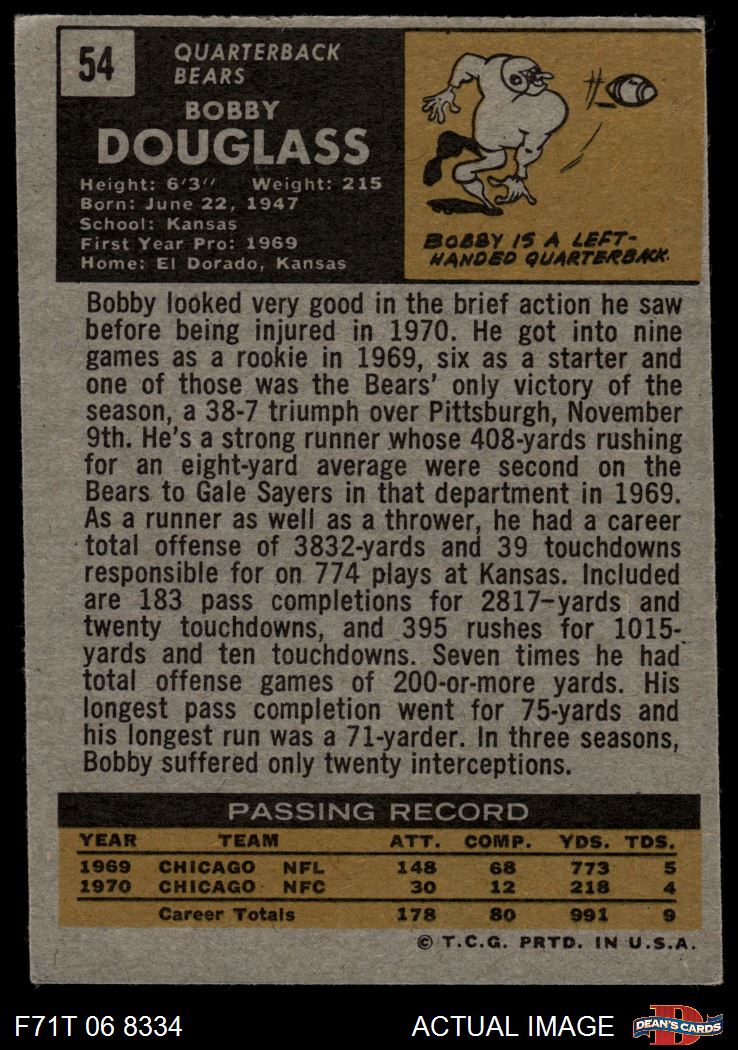 54
QUARTERBACK
BEARS
BOBBY
DOUGLASS
Height: 6'3" Weight: 215
Born: June 22, 1947
School: Kansas
First Year Pro: 1969
Home: El Dorado, Kansas
BOBBY IS A LEFT-
HANDED QUARTERBACK.
Bobby looked very good in the brief action he saw
before being injured in 1970. He got into nine
games as a rookie in 1969, six as a starter and
one of those was the Bears' only victory of the
season, a 38-7 triumph over Pittsburgh, November
9th. He's a strong runner whose 408-yards rushing
for an eight-yard average were second on the
Bears to Gale Sayers in that department in 1969.
As a runner as well as a thrower, he had a career
total offense of 3832-yards and 39 touchdowns
responsible for on 774 plays at Kansas. Included
are 183 pass completions for 2817-yards and
twenty touchdowns, and 395 rushes for 1015-
yards and ten touchdowns. Seven times he had
total offense games of 200-or-more yards. His
longest pass completion went for 75-yards and
his longest run was a 71-yarder. In three seasons,
Bobby suffered only twenty interceptions.
PASSING RECORD
YEAR TEAM ATT. COMP. YDS. TDS.
1969 CHICAGO NFL 148 68 773 5
1970 CHICAGO NFC 30 12 218 4
Career Totals 178 80 991 9
© T.C.G. PRTD. IN U.S.A.
F71T 06 8334 ACTUAL IMAGE
DEAN'S CARDS